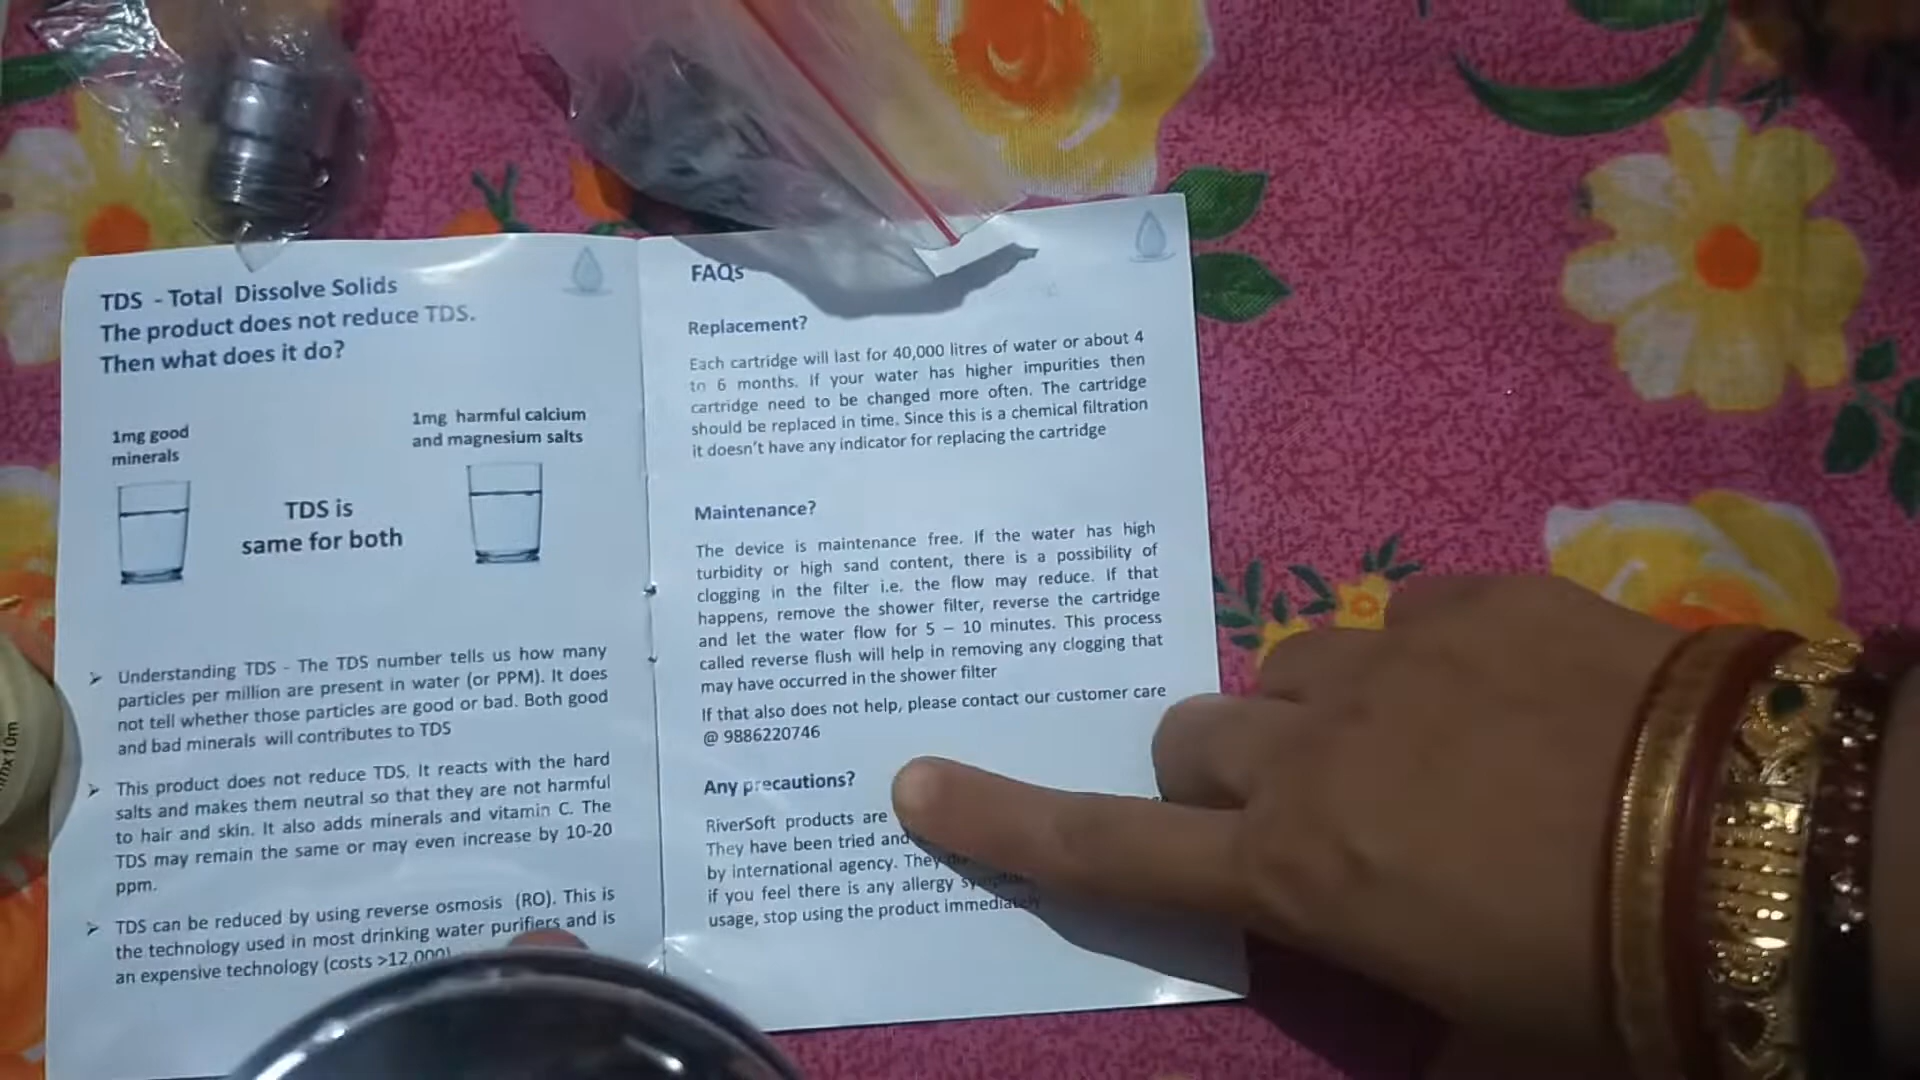 TDS - Total Dissolve Solids
The product does not reduce TDS.
Then what does it do?
1mg good
minerals
1mg harmful calcium
and magnesium salts
TDS is
same for both
Understanding TDS - The TDS number tells us how many
particles per million are present in water (or PPM). It does
not tell whether those particles are good or bad. Both good
and bad minerals will contributes to TDS
This product does not reduce TDS. It reacts with the hard
salts and makes them neutral so that they are not harmful
to hair and skin. It also adds minerals and vitamin C. The
TDS may remain the same or may even increase by 10-20
ppm.
TDS can be reduced by using reverse osmosis (RO). This is
the technology used in most drinking water purifiers and is
an expensive technology (costs >12,000)
FAQs
Replacement?
Each cartridge will last for 40,000 litres of water or about 4
to 6 months. If your water has higher impurities then
cartridge need to be changed more often. The cartridge
should be replaced in time. Since this is a chemical filtration
it doesn't have any indicator for replacing the cartridge
Maintenance?
The device is maintenance free. If the water has high
turbidity or high sand content, there is a possibility of
clogging in the filter i.e. the flow may reduce. If that
happens, remove the shower filter, reverse the cartridge
and let the water flow for 5 – 10 minutes. This process
called reverse flush will help in removing any clogging that
may have occurred in the shower filter
If that also does not help, please contact our customer care
@ 9886220746
Any precautions?
RiverSoft products are
They have been tried and
by international agency. They
if you feel there is any allergy
usage, stop using the product immediately